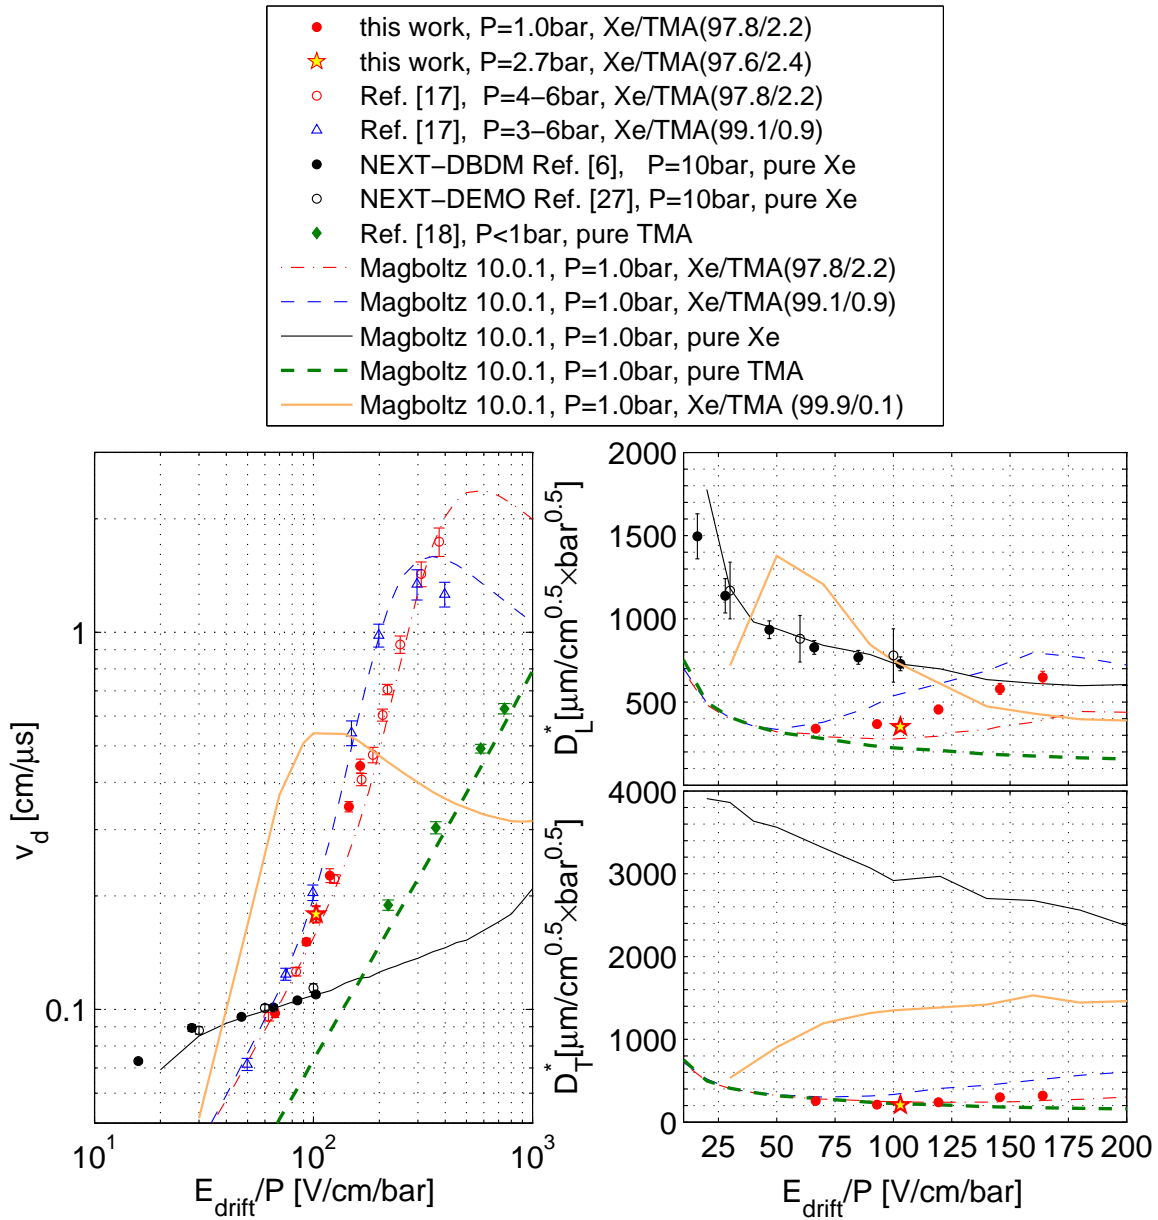 this work, P=1.0bar, Xe/TMA(97.8/2.2)
this work, P=2.7bar, Xe/TMA(97.6/2.4)
Ref. [17],  P=4−6bar, Xe/TMA(97.8/2.2)
Ref. [17],  P=3−6bar, Xe/TMA(99.1/0.9)
NEXT−DBDM Ref. [6],   P=10bar, pure Xe
NEXT−DEMO Ref. [27], P=10bar, pure Xe
Ref. [18], P<1bar, pure TMA
Magboltz 10.0.1, P=1.0bar, Xe/TMA(97.8/2.2)
Magboltz 10.0.1, P=1.0bar, Xe/TMA(99.1/0.9)
Magboltz 10.0.1, P=1.0bar, pure Xe
Magboltz 10.0.1, P=1.0bar, pure TMA
Magboltz 10.0.1, P=1.0bar, Xe/TMA (99.9/0.1)
1
0.1
v_d [cm/μs]
10^1
10^2
10^3
E_drift/P [V/cm/bar]
2000
1500
1000
500
0
D_L^*[μm/cm^0.5×bar^0.5]
4000
3000
2000
1000
0
D_T^*[μm/cm^0.5×bar^0.5]
25
50
75
100
125
150
175
200
E_drift/P [V/cm/bar]